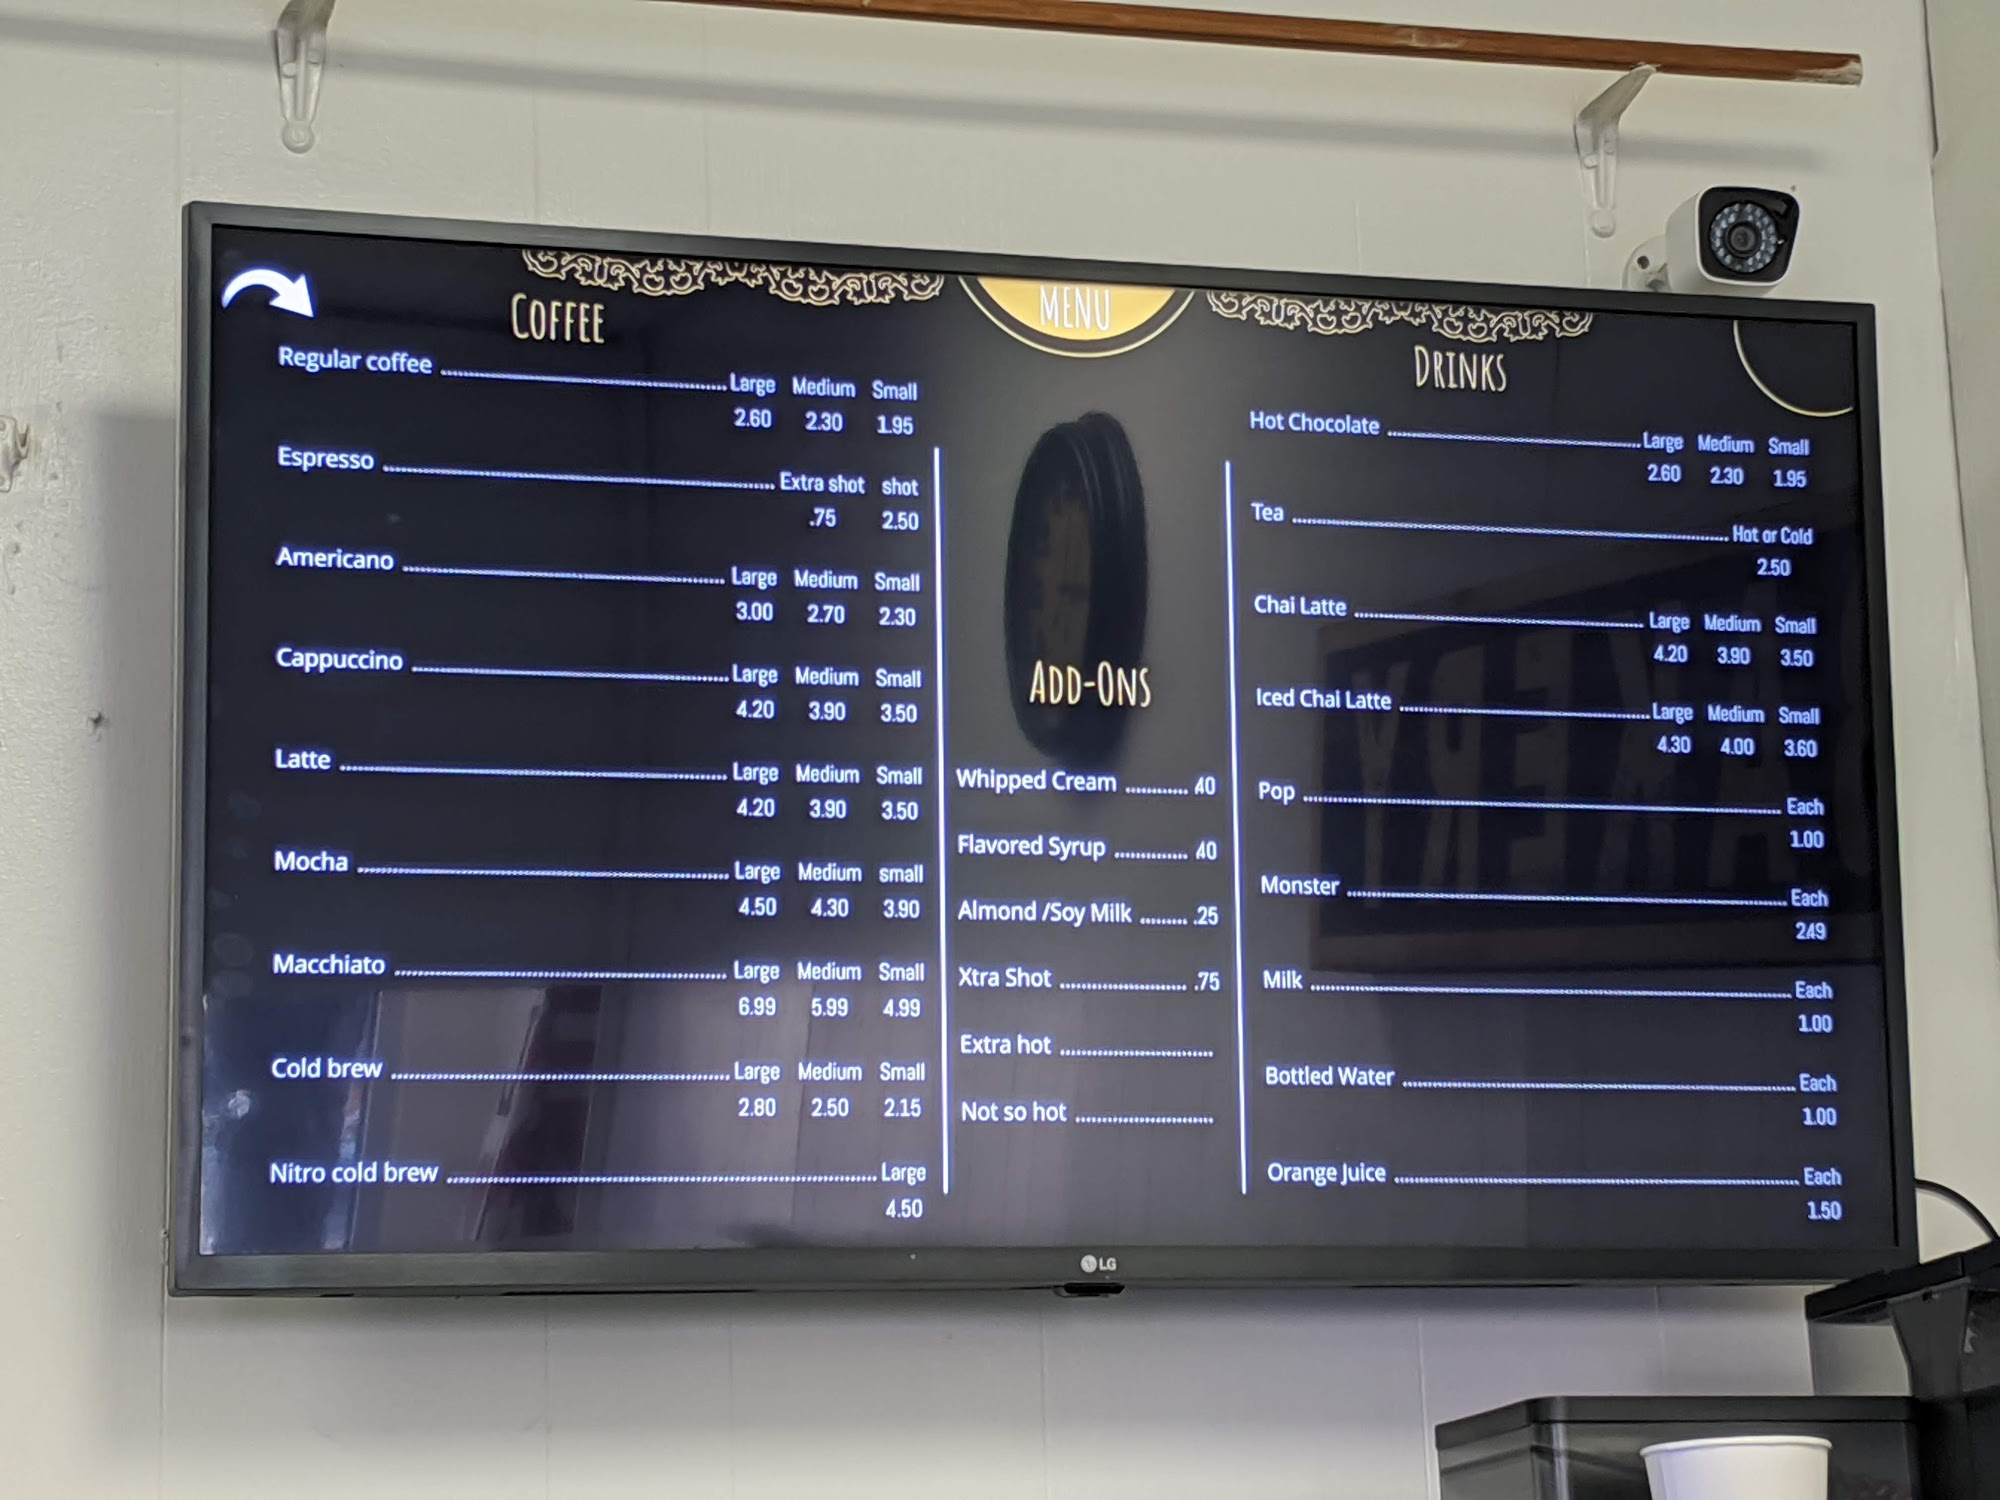 MENU
COFFEE
Regular coffee ........ Large Medium Small
2.60 2.30 1.95
Espresso ........ Extra shot shot
.75 2.50
Americano ........ Large Medium Small
3.00 2.70 2.30
Cappuccino ........ Large Medium Small
4.20 3.90 3.50
Latte ........ Large Medium Small
4.20 3.90 3.50
Mocha ........ Large Medium small
4.50 4.30 3.90
Macchiato ........ Large Medium Small
6.99 5.99 4.99
Cold brew ........ Large Medium Small
2.80 2.50 2.15
Nitro cold brew ........ Large
4.50
ADD-ONS
Whipped Cream ........ 40
Flavored Syrup ........ 40
Almond /Soy Milk ........ .25
Xtra Shot ........ .75
Extra hot ........
Not so hot ........
DRINKS
Hot Chocolate ........ Large Medium Small
2.60 2.30 1.95
Tea ........ Hot or Cold
2.50
Chai Latte ........ Large Medium Small
4.20 3.90 3.50
Iced Chai Latte ........ Large Medium Small
4.30 4.00 3.60
Pop ........ Each
1.00
Monster ........ Each
2.49
Milk ........ Each
1.00
Bottled Water ........ Each
1.00
Orange Juice ........ Each
1.50
LG